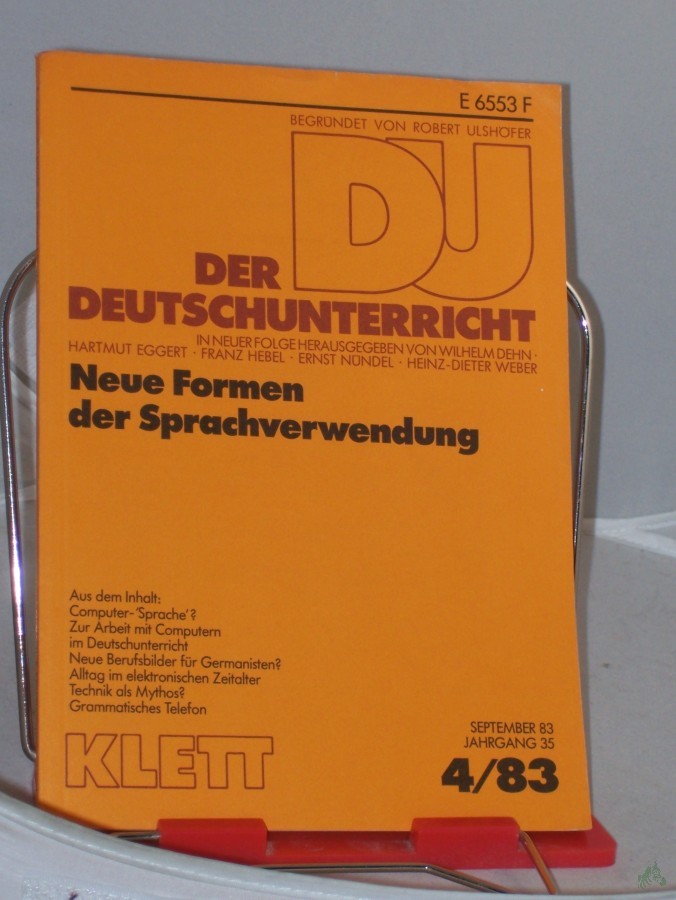 E 6553 F
BEGRÜNDET VON ROBERT ULSHÖFER
DU
DER
DEUTSCHUNTERRICHT
IN NEUER FOLGE HERAUSGEGEBEN VON WILHELM DEHN ·
HARTMUT EGGERT · FRANZ HEBEL · ERNST NÜNDEL · HEINZ-DIETER WEBER
Neue Formen
der Sprachverwendung
Aus dem Inhalt:
Computer-'Sprache'?
Zur Arbeit mit Computern
im Deutschunterricht
Neue Berufsbilder für Germanisten?
Alltag im elektronischen Zeitalter
Technik als Mythos?
Grammatisches Telefon
SEPTEMBER 83
JAHRGANG 35
KLETT
4/83